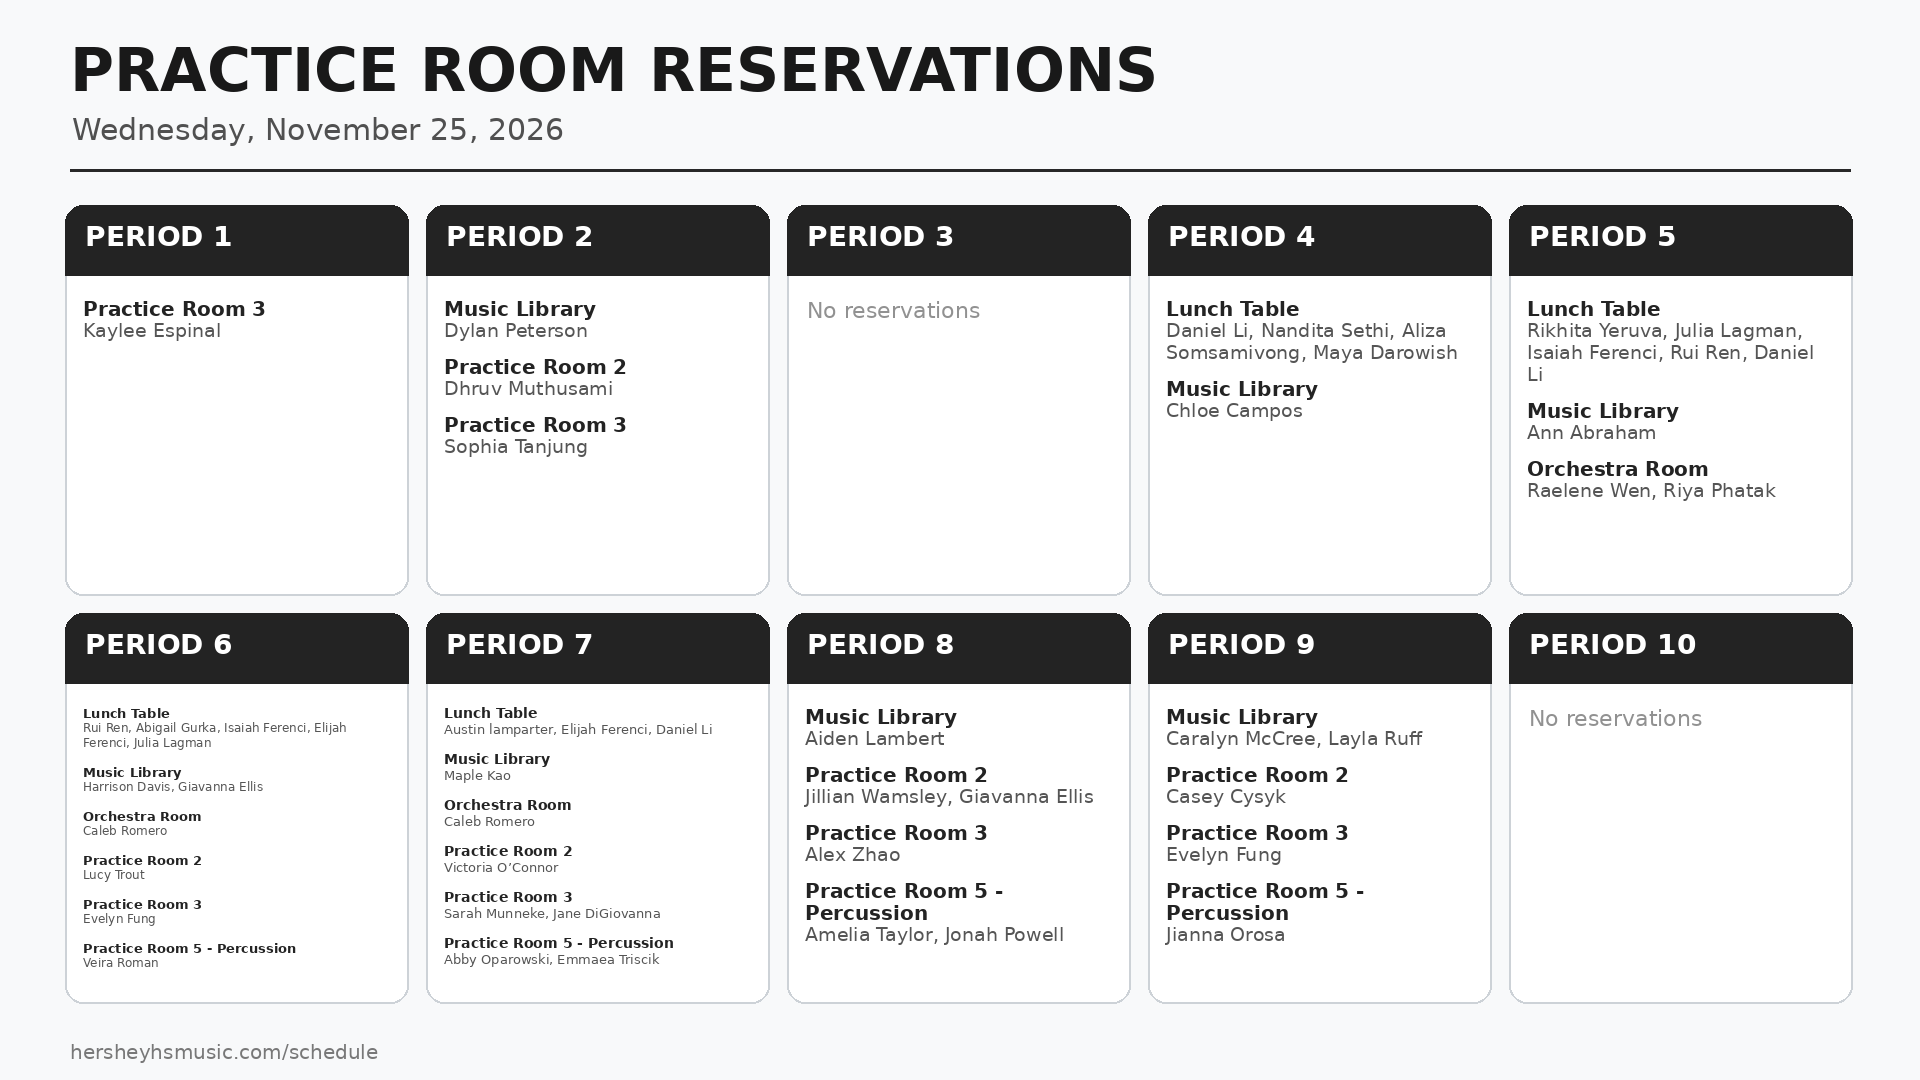 PRACTICE ROOM RESERVATIONS
Wednesday, November 25, 2026
PERIOD 1
Practice Room 3
Kaylee Espinal
PERIOD 2
Music Library
Dylan Peterson
Practice Room 2
Dhruv Muthusami
Practice Room 3
Sophia Tanjung
PERIOD 3
No reservations
PERIOD 4
Lunch Table
Daniel Li, Nandita Sethi, Aliza
Somsamivong, Maya Darowish
Music Library
Chloe Campos
PERIOD 5
Lunch Table
Rikhita Yeruva, Julia Lagman,
Isaiah Ferenci, Rui Ren, Daniel
Li
Music Library
Ann Abraham
Orchestra Room
Raelene Wen, Riya Phatak
PERIOD 6
Lunch Table
Rui Ren, Abigail Gurka, Isaiah Ferenci, Elijah
Ferenci, Julia Lagman
Music Library
Harrison Davis, Giavanna Ellis
Orchestra Room
Caleb Romero
Practice Room 2
Lucy Trout
Practice Room 3
Evelyn Fung
Practice Room 5 - Percussion
Veira Roman
PERIOD 7
Lunch Table
Austin lamparter, Elijah Ferenci, Daniel Li
Music Library
Maple Kao
Orchestra Room
Caleb Romero
Practice Room 2
Victoria O’Connor
Practice Room 3
Sarah Munneke, Jane DiGiovanna
Practice Room 5 - Percussion
Abby Oparowski, Emmaea Triscik
PERIOD 8
Music Library
Aiden Lambert
Practice Room 2
Jillian Wamsley, Giavanna Ellis
Practice Room 3
Alex Zhao
Practice Room 5 -
Percussion
Amelia Taylor, Jonah Powell
PERIOD 9
Music Library
Caralyn McCree, Layla Ruff
Practice Room 2
Casey Cysyk
Practice Room 3
Evelyn Fung
Practice Room 5 -
Percussion
Jianna Orosa
PERIOD 10
No reservations
hersheyhsmusic.com/schedule